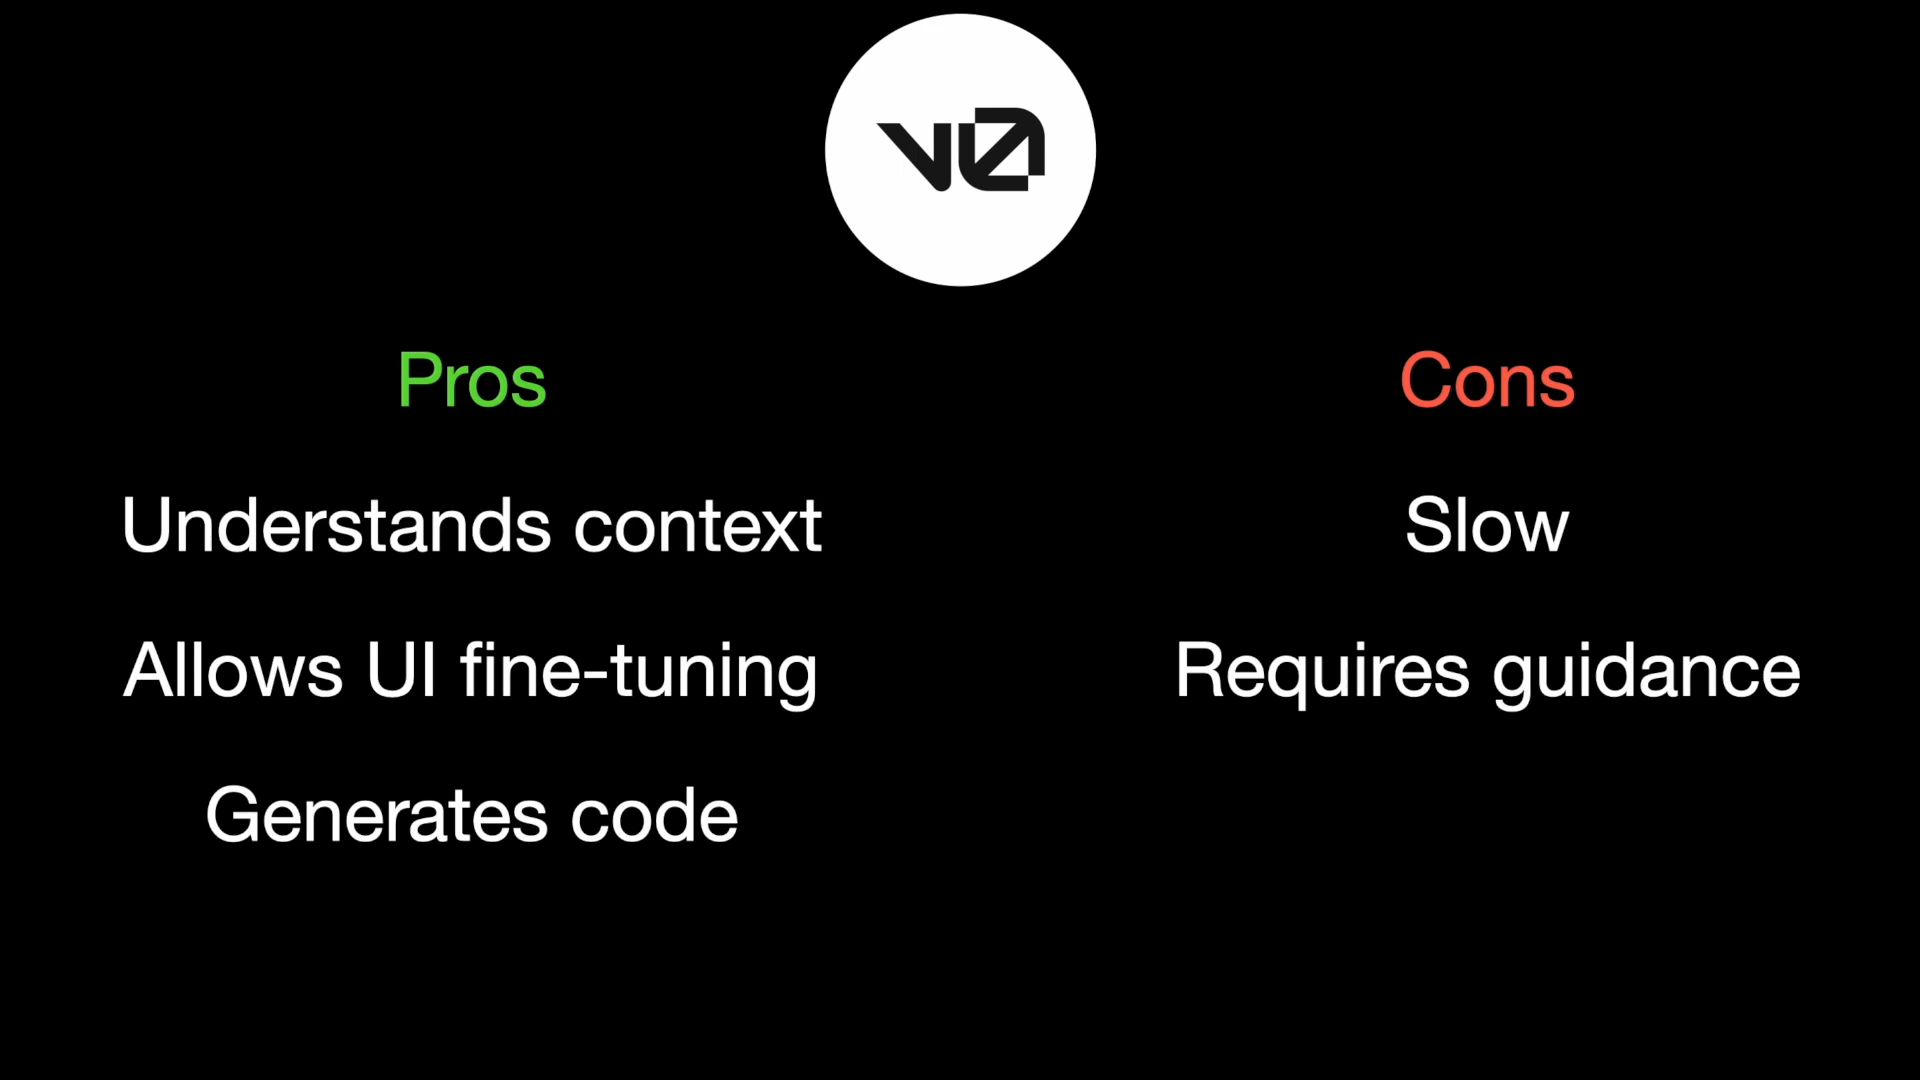 v0
Pros
Cons
Understands context
Slow
Allows UI fine-tuning
Requires guidance
Generates code